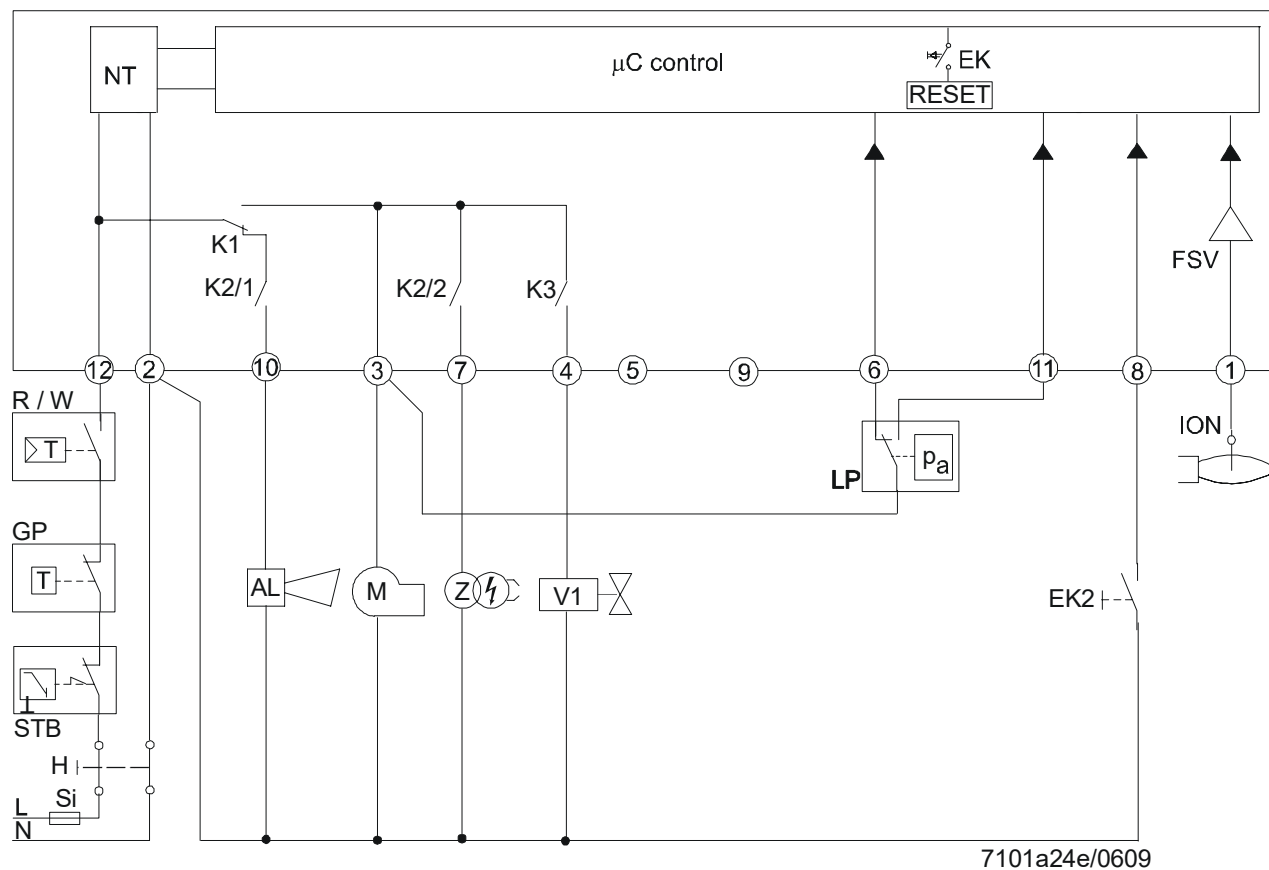 NT
µC control
EK
RESET
FSV
K1
K2/1
K2/2
K3
12
2
10
3
7
4
5
9
6
11
8
1
R / W
T
ION
LP
pa
GP
T
AL
M
Z
V1
EK2
STB
H
Si
L
N
7101a24e/0609